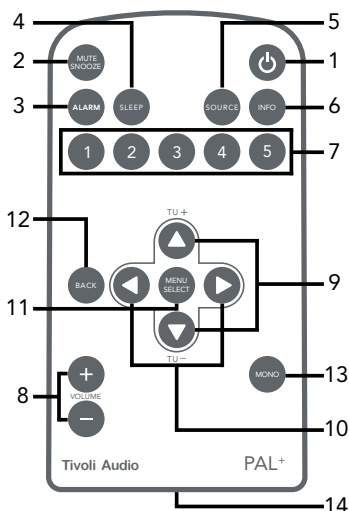 4
5
2
MUTE
SNOOZE
1
3
ALARM
SLEEP
SOURCE
INFO
6
1
2
3
4
5
7
12
TU +
BACK
MENU
SELECT
9
11
TU −
8
+
VOLUME
−
MONO
13
10
Tivoli Audio
PAL+
14